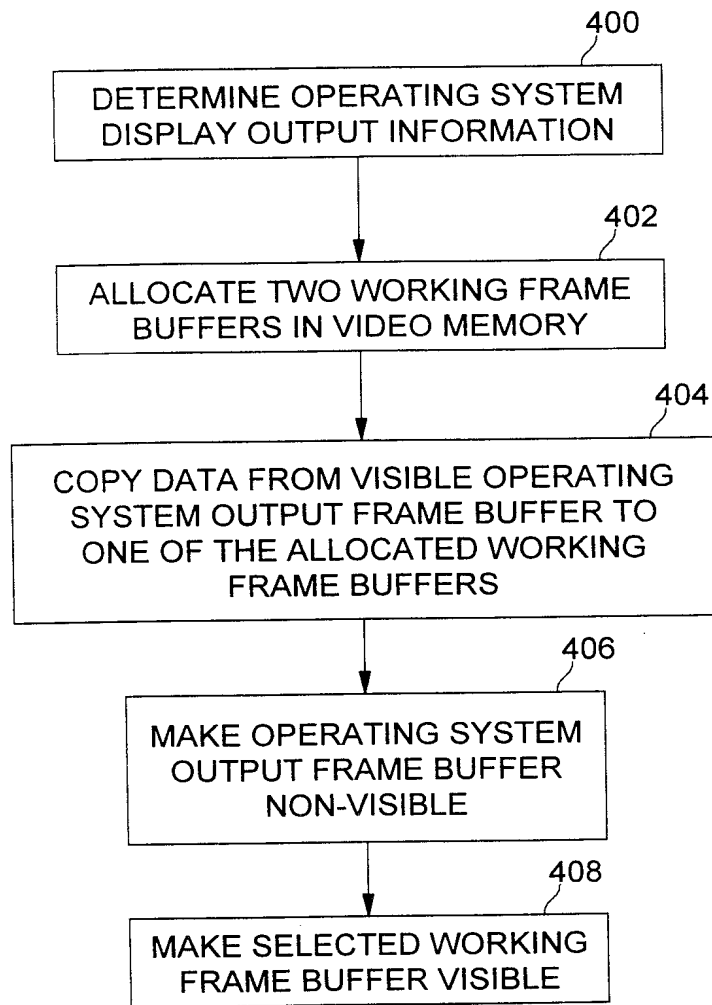 400
DETERMINE OPERATING SYSTEM
DISPLAY OUTPUT INFORMATION
402
ALLOCATE TWO WORKING FRAME
BUFFERS IN VIDEO MEMORY
404
COPY DATA FROM VISIBLE OPERATING
SYSTEM OUTPUT FRAME BUFFER TO
ONE OF THE ALLOCATED WORKING
FRAME BUFFERS
406
MAKE OPERATING SYSTEM
OUTPUT FRAME BUFFER
NON-VISIBLE
408
MAKE SELECTED WORKING
FRAME BUFFER VISIBLE